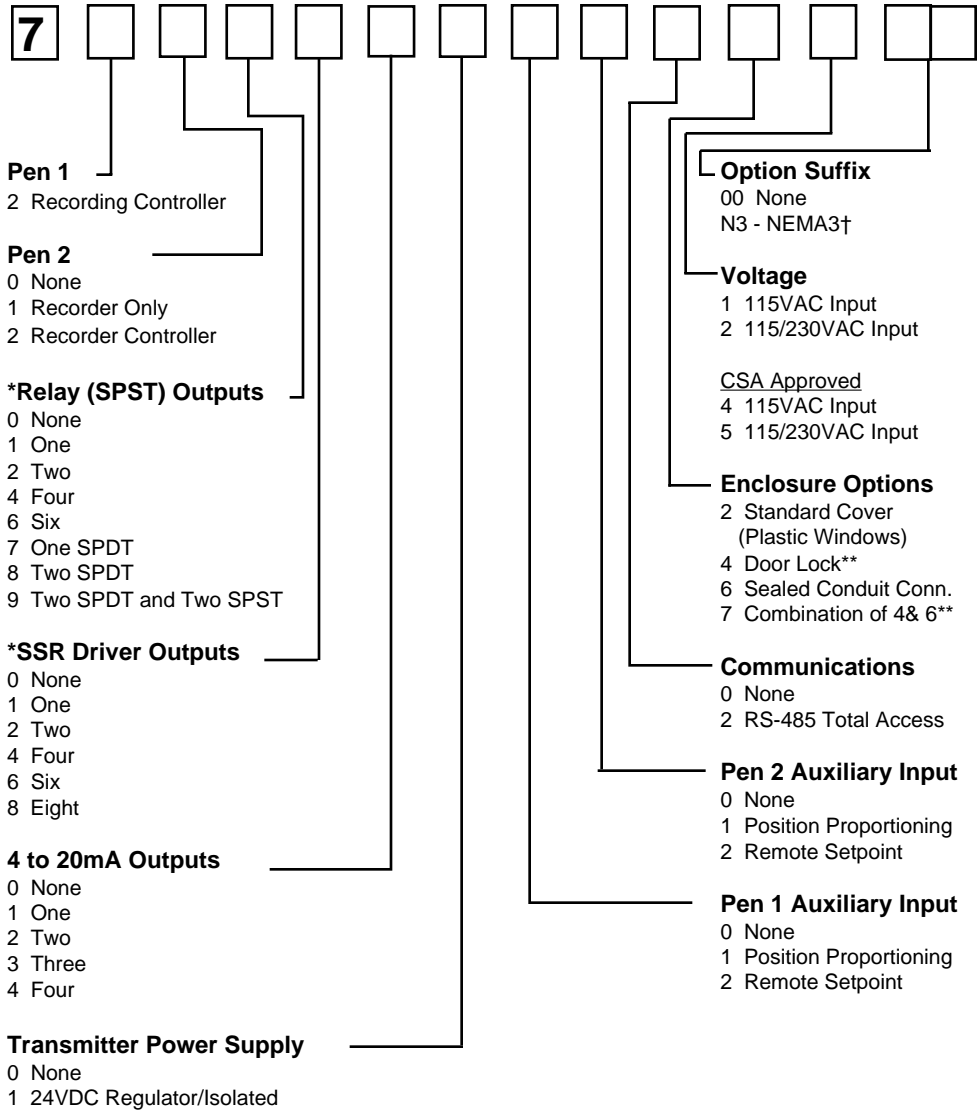 7
Pen 1
2 Recording Controller
Pen 2
0 None
1 Recorder Only
2 Recorder Controller
*Relay (SPST) Outputs
0 None
1 One
2 Two
4 Four
6 Six
7 One SPDT
8 Two SPDT
9 Two SPDT and Two SPST
*SSR Driver Outputs
0 None
1 One
2 Two
4 Four
6 Six
8 Eight
4 to 20mA Outputs
0 None
1 One
2 Two
3 Three
4 Four
Transmitter Power Supply
0 None
1 24VDC Regulator/Isolated
Option Suffix
00 None
N3 - NEMA3†
Voltage
1 115VAC Input
2 115/230VAC Input
CSA Approved
4 115VAC Input
5 115/230VAC Input
Enclosure Options
2 Standard Cover
(Plastic Windows)
4 Door Lock**
6 Sealed Conduit Conn.
7 Combination of 4& 6**
Communications
0 None
2 RS-485 Total Access
Pen 2 Auxiliary Input
0 None
1 Position Proportioning
2 Remote Setpoint
Pen 1 Auxiliary Input
0 None
1 Position Proportioning
2 Remote Setpoint